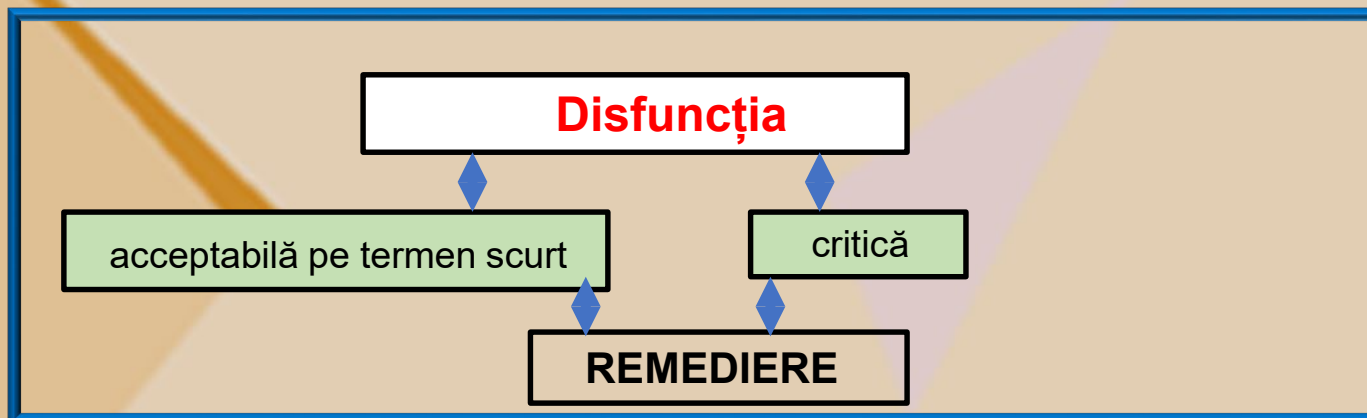 Disfuncția
acceptabilă pe termen scurt
critică
REMEDIERE